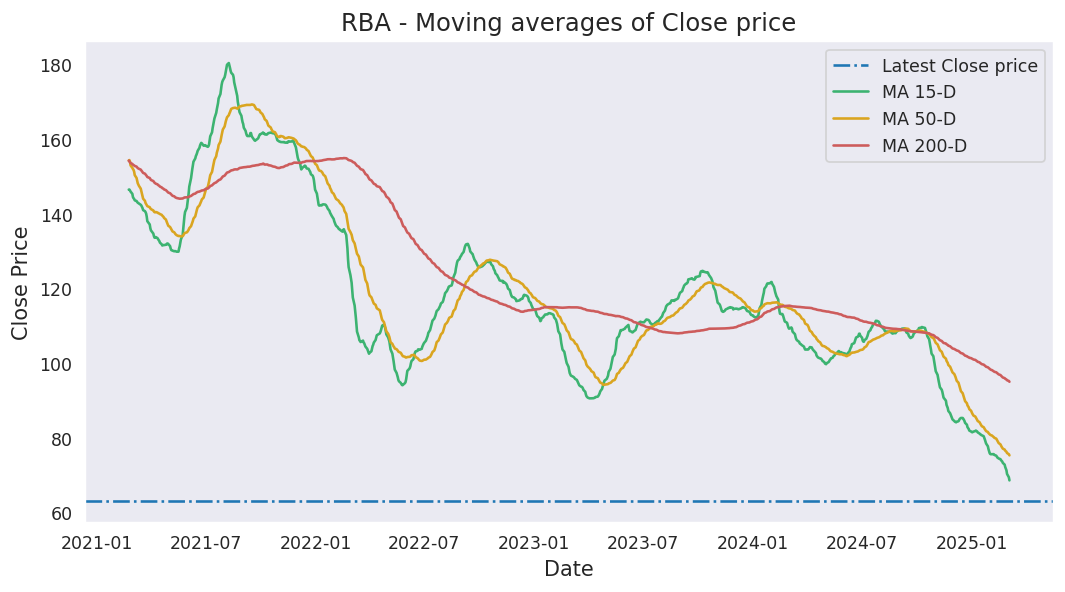 RBA - Moving averages of Close price
Latest Close price
MA 15-D
MA 50-D
MA 200-D
Close Price
180
160
140
120
100
80
60
2021-01 2021-07 2022-01 2022-07 2023-01 2023-07 2024-01 2024-07 2025-01
Date